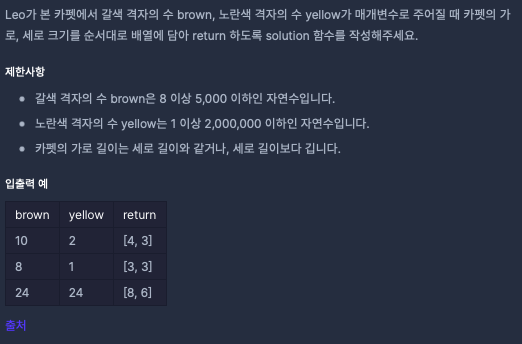 Leo가 본 카펫에서 갈색 격자의 수 brown, 노란색 격자의 수 yellow가 매개변수로 주어질 때 카펫의 가
로, 세로 크기를 순서대로 배열에 담아 return 하도록 solution 함수를 작성해주세요.
제한사항
• 갈색 격자의 수 brown은 8 이상 5,000 이하인 자연수입니다.
• 노란색 격자의 수 yellow는 1 이상 2,000,000 이하인 자연수입니다.
• 카펫의 가로 길이는 세로 길이와 같거나, 세로 길이보다 깁니다.
입출력 예
brown yellow return
10 2 [4, 3]
8 1 [3, 3]
24 24 [8, 6]
출처